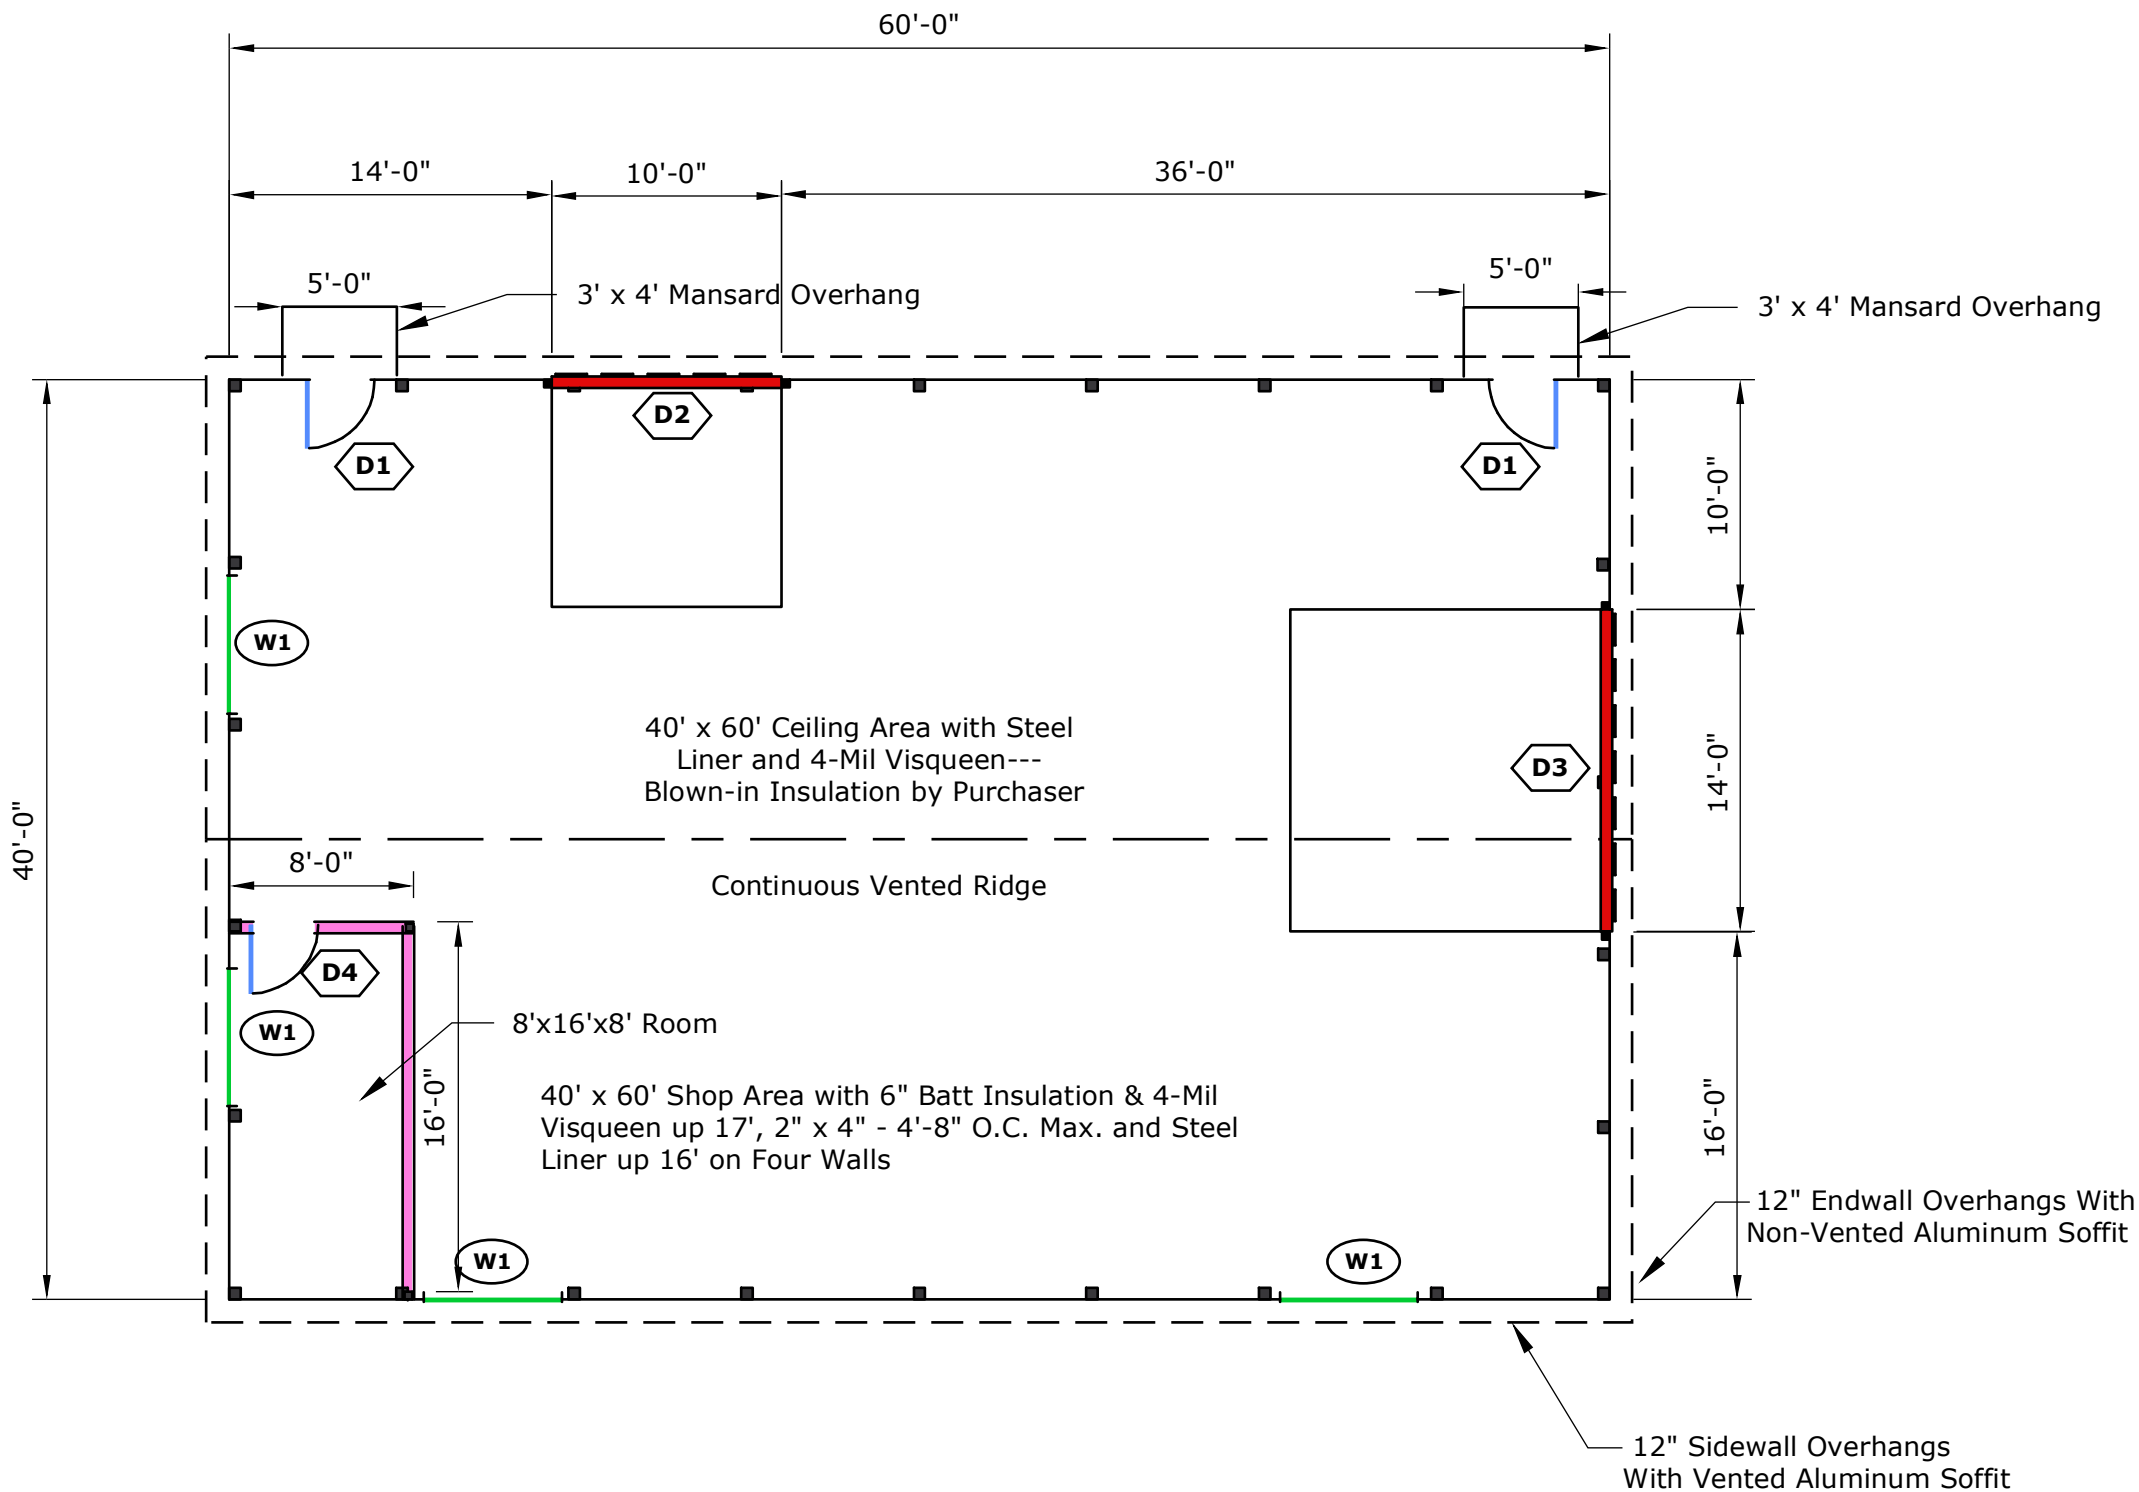 60'-0"
14'-0"
10'-0"
36'-0"
5'-0"
3' x 4' Mansard Overhang
5'-0"
3' x 4' Mansard Overhang
D2
D1
D1
10'-0"
W1
40' x 60' Ceiling Area with Steel
Liner and 4-Mil Visqueen---
Blown-in Insulation by Purchaser
D3
14'-0"
40'-0"
8'-0"
Continuous Vented Ridge
D4
W1
8'x16'x8' Room
16'-0"
40' x 60' Shop Area with 6" Batt Insulation & 4-Mil
Visqueen up 17', 2" x 4" - 4'-8" O.C. Max. and Steel
Liner up 16' on Four Walls
16'-0"
12" Endwall Overhangs With
Non-Vented Aluminum Soffit
W1
W1
12" Sidewall Overhangs
With Vented Aluminum Soffit